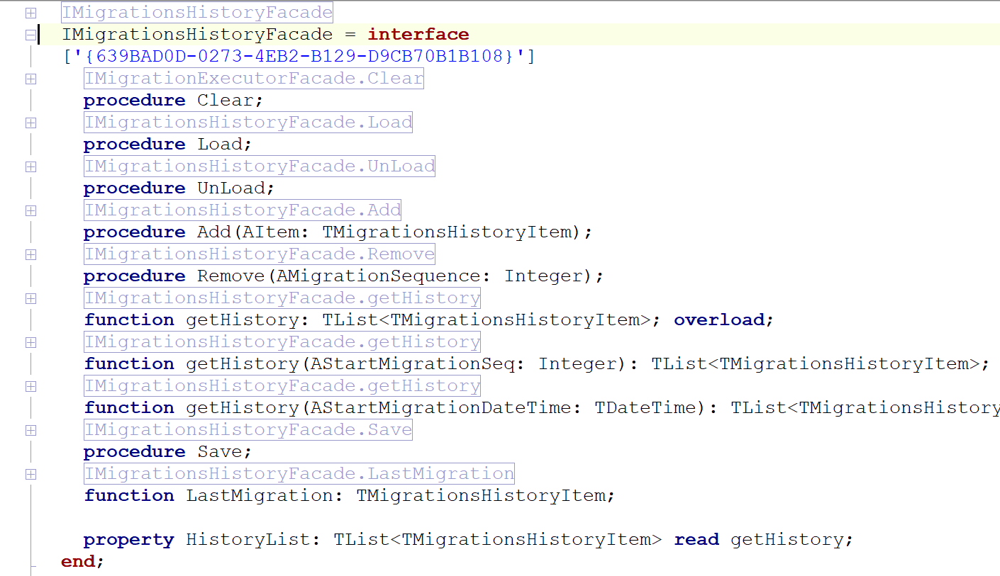 IMigrationsHistoryFacade
IMigrationsHistoryFacade = interface
['{639BAD0D-0273-4EB2-B129-D9CB70B1B108}']
IMigrationExecutorFacade.Clear
procedure Clear;
IMigrationsHistoryFacade.Load
procedure Load;
IMigrationsHistoryFacade.UnLoad
procedure UnLoad;
IMigrationsHistoryFacade.Add
procedure Add(AItem: TMigrationsHistoryItem);
IMigrationsHistoryFacade.Remove
procedure Remove(AMigrationSequence: Integer);
IMigrationsHistoryFacade.getHistory
function getHistory: TList<TMigrationsHistoryItem>; overload;
IMigrationsHistoryFacade.getHistory
function getHistory(AStartMigrationSeq: Integer): TList<TMigrationsHistoryItem>;
IMigrationsHistoryFacade.getHistory
function getHistory(AStartMigrationDateTime: TDateTime): TList<TMigrationsHistory
IMigrationsHistoryFacade.Save
procedure Save;
IMigrationsHistoryFacade.LastMigration
function LastMigration: TMigrationsHistoryItem;
property HistoryList: TList<TMigrationsHistoryItem> read getHistory;
end;